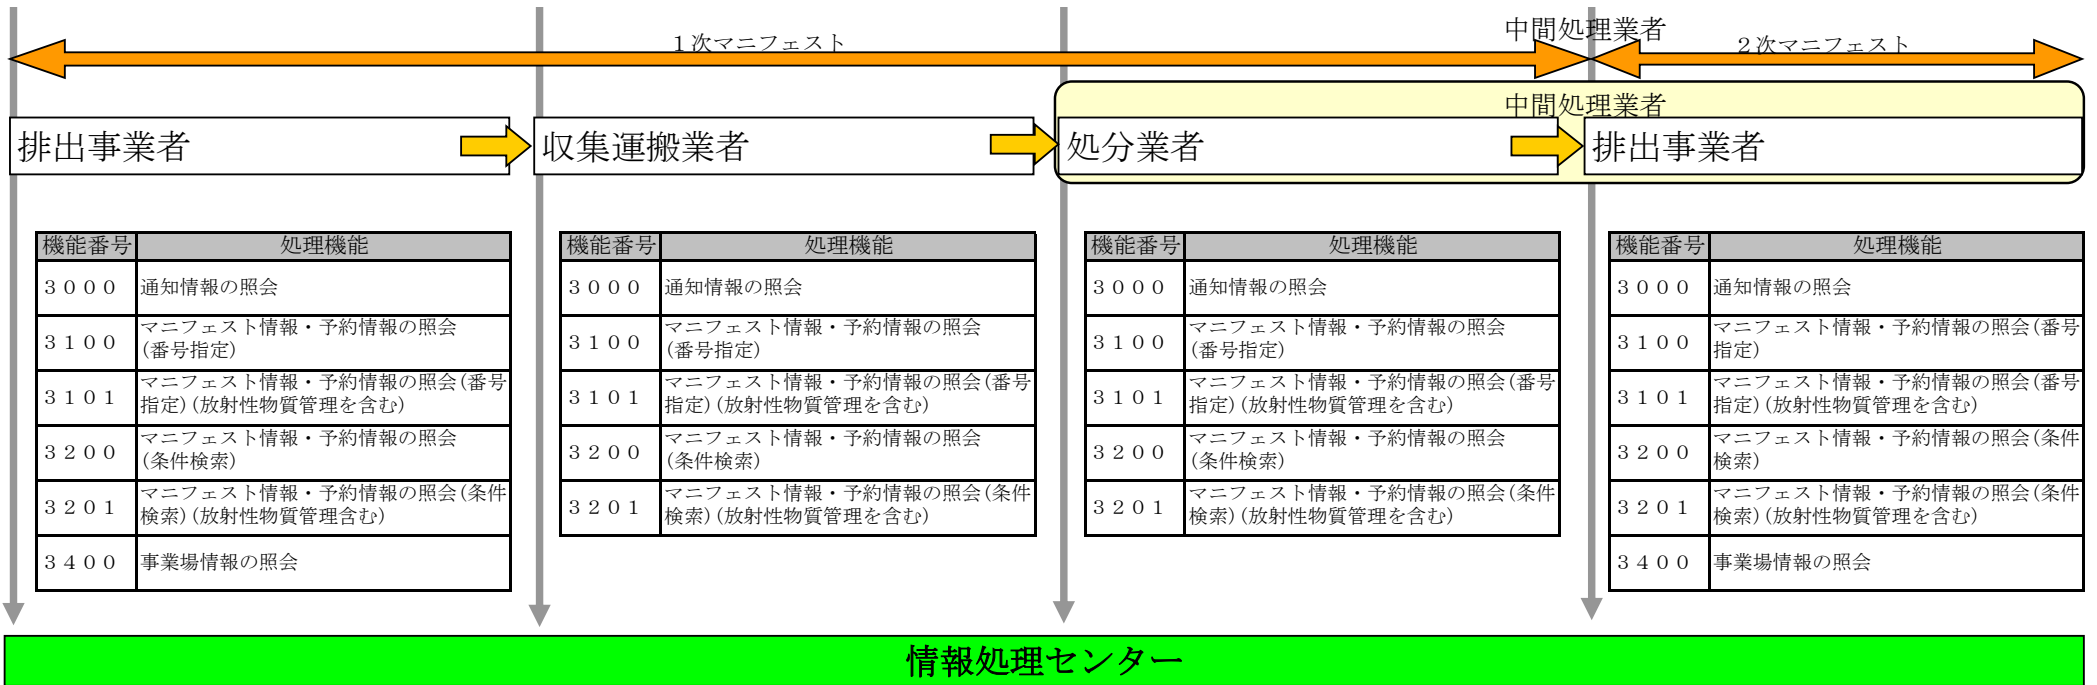 中間処理業者
１次マニフェスト
２次マニフェスト
中間処理業者
排出事業者
収集運搬業者
処分業者
排出事業者
機能番号 処理機能
３０００ 通知情報の照会
３１００ マニフェスト情報・予約情報の照会
(番号指定)
３１０１ マニフェスト情報・予約情報の照会(番号
指定)(放射性物質管理を含む)
３２００ マニフェスト情報・予約情報の照会
(条件検索)
３２０１ マニフェスト情報・予約情報の照会(条件
検索)(放射性物質管理含む)
３４００ 事業場情報の照会
機能番号 処理機能
３０００ 通知情報の照会
３１００ マニフェスト情報・予約情報の照会
(番号指定)
３１０１ マニフェスト情報・予約情報の照会(番号
指定)(放射性物質管理を含む)
３２００ マニフェスト情報・予約情報の照会
(条件検索)
３２０１ マニフェスト情報・予約情報の照会(条件
検索)(放射性物質管理を含む)
機能番号 処理機能
３０００ 通知情報の照会
３１００ マニフェスト情報・予約情報の照会
(番号指定)
３１０１ マニフェスト情報・予約情報の照会(番号
指定)(放射性物質管理を含む)
３２００ マニフェスト情報・予約情報の照会
(条件検索)
３２０１ マニフェスト情報・予約情報の照会(条件
検索)(放射性物質管理を含む)
機能番号 処理機能
３０００ 通知情報の照会
３１００ マニフェスト情報・予約情報の照会(番号
指定)
３１０１ マニフェスト情報・予約情報の照会(番号
指定)(放射性物質管理を含む)
３２００ マニフェスト情報・予約情報の照会(条件
検索)
３２０１ マニフェスト情報・予約情報の照会(条件
検索)(放射性物質管理を含む)
３４００ 事業場情報の照会
情報処理センター